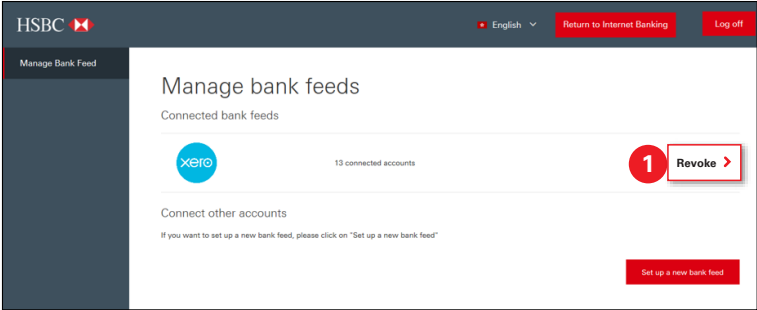 HSBC
English
Return to Internet Banking
Log off
Manage Bank Feed
Manage bank feeds
Connected bank feeds
xero
13 connected accounts
1
Revoke
Connect other accounts
If you want to set up a new bank feed, please click on "Set up a new bank feed"
Set up a new bank feed